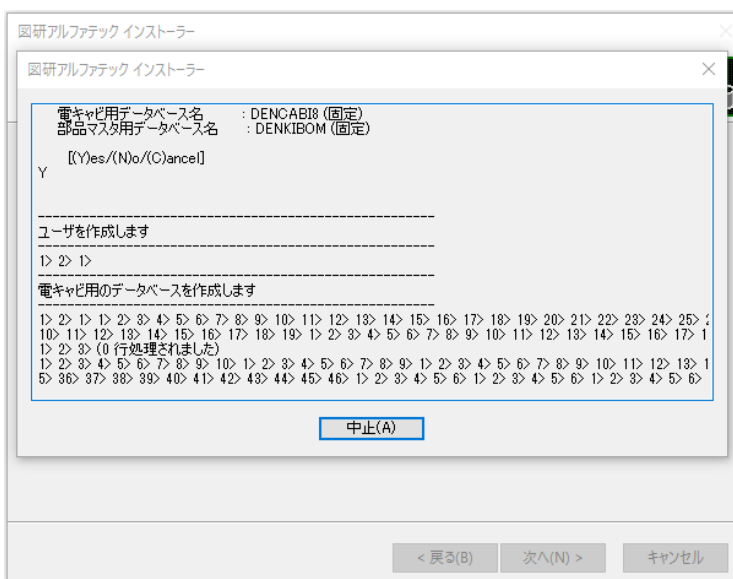 図研アルファテック インストーラー
図研アルファテック インストーラー
電キャビ用データベース名 : DENCABI8 (固定)
部品マスタ用データベース名 : DENKIBOM (固定)
[(Y)es/(N)o/(C)ancel]
Y
------------------------------------------------------
ユーザを作成します
------------------------------------------------------
1> 2> 1>
------------------------------------------------------
電キャビ用のデータベースを作成します
------------------------------------------------------
1> 2> 1> 1> 2> 3> 4> 5> 6> 7> 8> 9> 10> 11> 12> 13> 14> 15> 16> 17> 18> 19> 20> 21> 22> 23> 24> 25>
10> 11> 12> 13> 14> 15> 16> 17> 18> 19> 1> 2> 3> 4> 5> 6> 7> 8> 9> 10> 11> 12> 13> 14> 15> 16> 17> 1
1> 2> 3> (0 行処理されました)
1> 2> 3> 4> 5> 6> 7> 8> 9> 10> 1> 2> 3> 4> 5> 6> 7> 8> 9> 1> 2> 3> 4> 5> 6> 7> 8> 9> 10> 11> 12> 13> 1
5> 36> 37> 38> 39> 40> 41> 42> 43> 44> 45> 46> 1> 2> 3> 4> 5> 6> 1> 2> 3> 4> 5> 6> 1> 2> 3> 4> 5> 6>
中止(A)
< 戻る(B) 次へ(N) > キャンセル